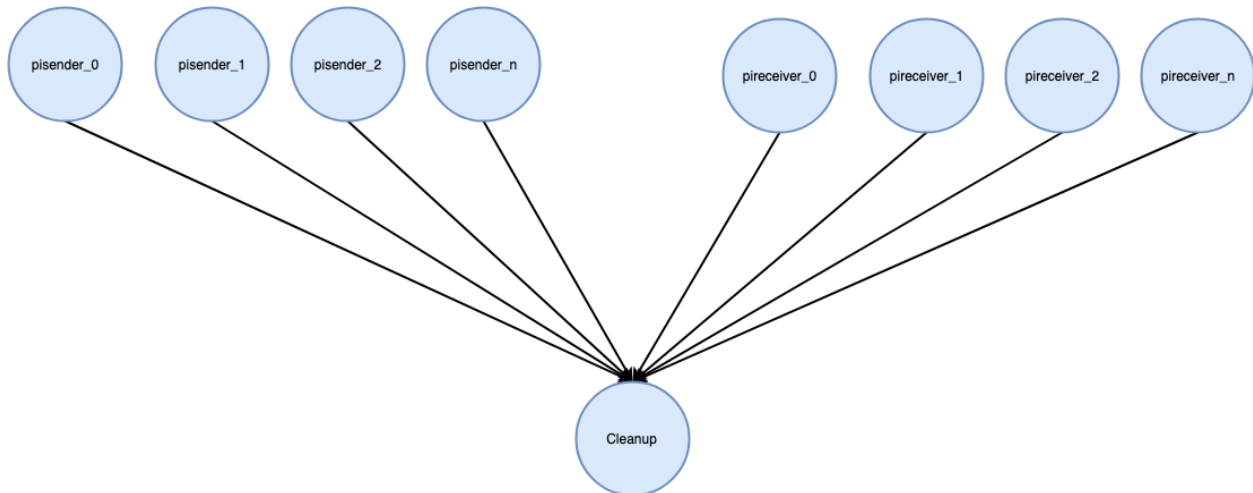 pisender_0
pisender_1
pisender_2
pisender_n
pireceiver_0
pireceiver_1
pireceiver_2
pireceiver_n
Cleanup